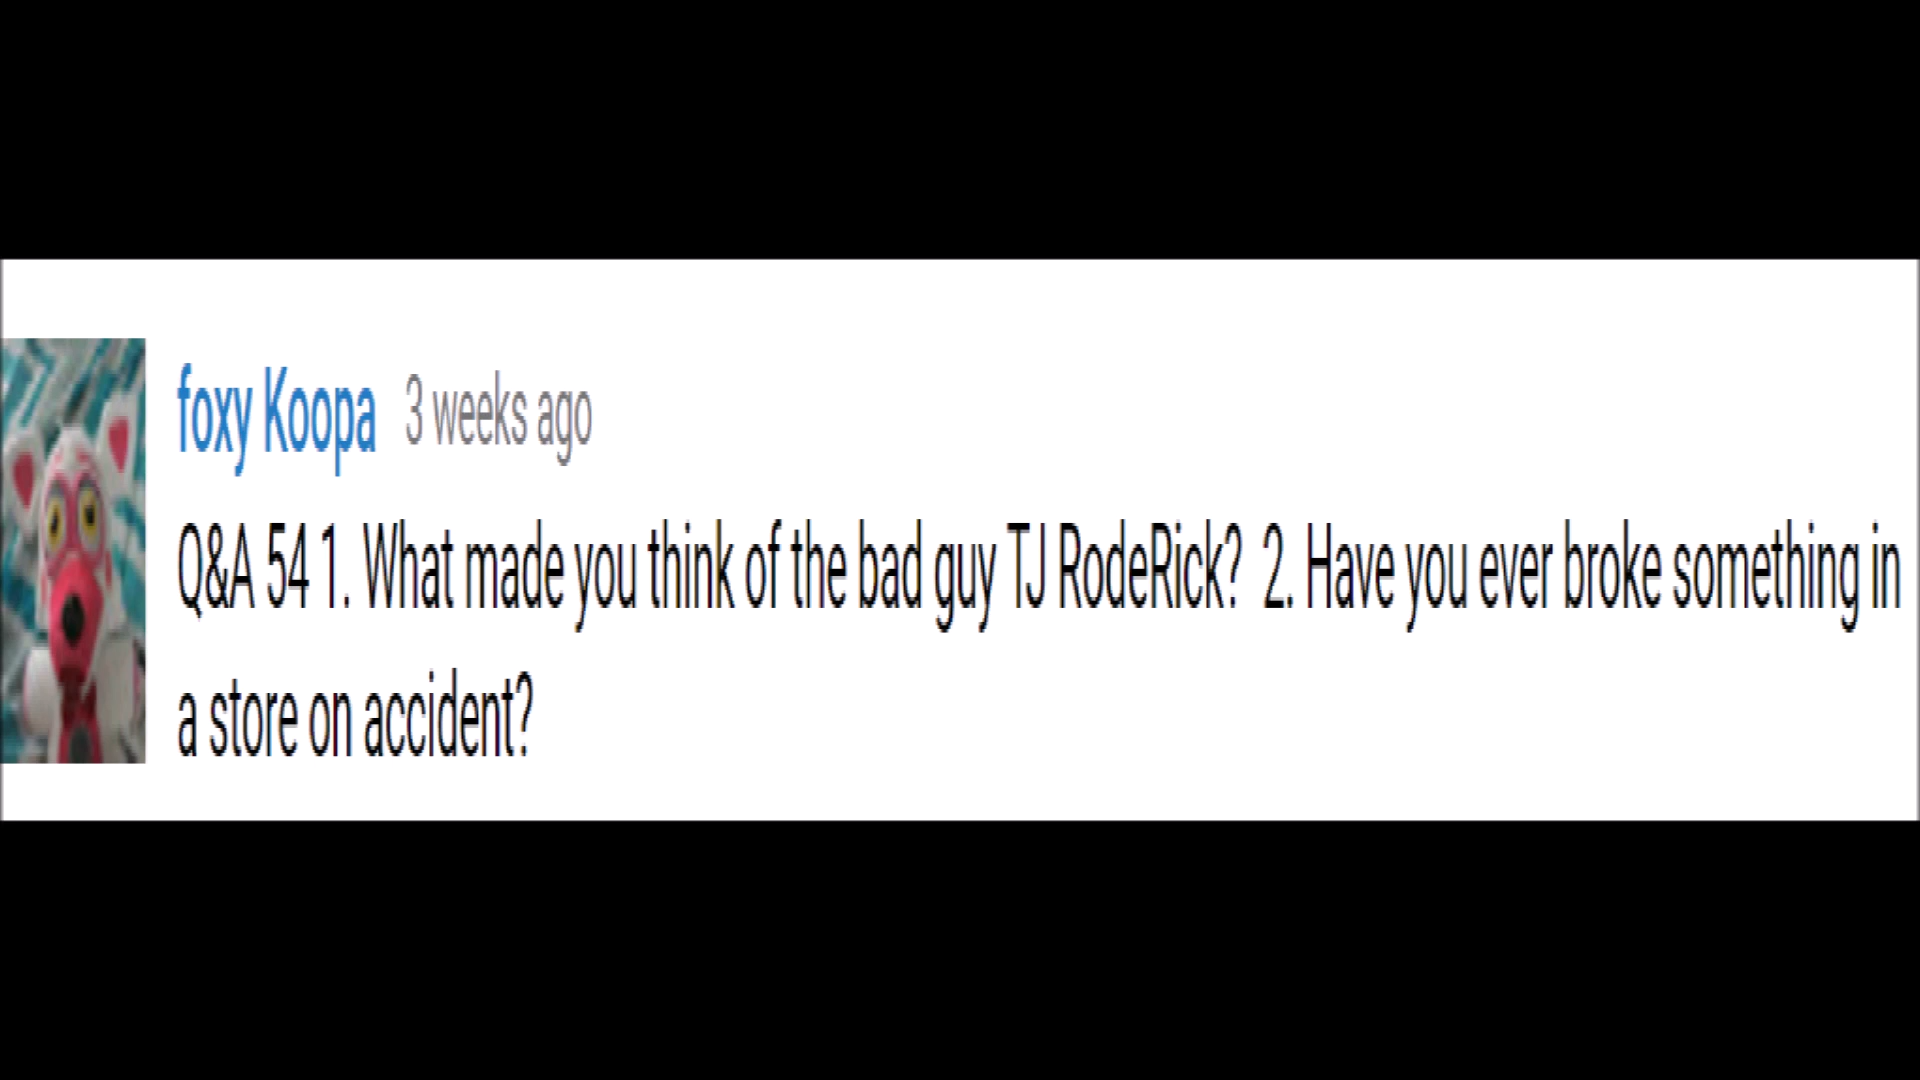 foxy Koopa 3 weeks ago
Q&A 54 1. What made you think of the bad guy TJ RodeRick? 2. Have you ever broke something in
a store on accident?